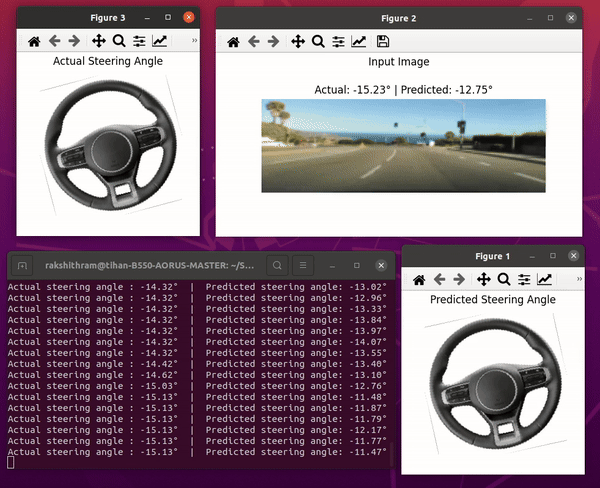 Figure 3
Actual Steering Angle
Figure 2
Input Image
Actual: -15.23° | Predicted: -12.75°
rakshithram@tihan-B550-AORUS-MASTER: ~/S...
Actual steering angle : -14.32°  |  Predicted steering angle: -13.02°
Actual steering angle : -14.32°  |  Predicted steering angle: -12.96°
Actual steering angle : -14.32°  |  Predicted steering angle: -13.33°
Actual steering angle : -14.32°  |  Predicted steering angle: -13.84°
Actual steering angle : -14.32°  |  Predicted steering angle: -13.97°
Actual steering angle : -14.32°  |  Predicted steering angle: -14.07°
Actual steering angle : -14.32°  |  Predicted steering angle: -13.55°
Actual steering angle : -14.42°  |  Predicted steering angle: -13.40°
Actual steering angle : -14.62°  |  Predicted steering angle: -13.10°
Actual steering angle : -15.03°  |  Predicted steering angle: -12.76°
Actual steering angle : -15.13°  |  Predicted steering angle: -11.48°
Actual steering angle : -15.13°  |  Predicted steering angle: -11.87°
Actual steering angle : -15.13°  |  Predicted steering angle: -11.79°
Actual steering angle : -15.13°  |  Predicted steering angle: -12.17°
Actual steering angle : -15.13°  |  Predicted steering angle: -11.77°
Actual steering angle : -15.13°  |  Predicted steering angle: -11.47°
Figure 1
Predicted Steering Angle